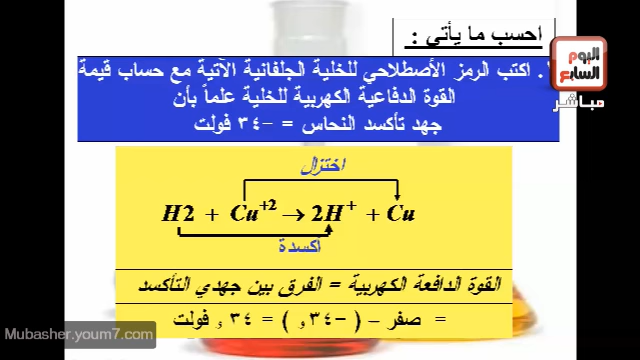 احسب ما يأتي :
اليوم
السابع
مباشر
. اكتب الرمز الأصطلاحي للخلية الجلفانية الآتية مع حساب قيمة
القوة الدفاعية الكهربية للخلية علماً بأن
جهد تأكسد النحاس = -٣٤ فولت
اختزال
H2 + Cu+2 → 2H+ + Cu
أكسدة
القوة الدافعة الكهربية = الفرق بين جهدي التأكسد
= صفر – ( -٣٤ و ) = ٣٤ و فولت
Mubasher.youm7.com